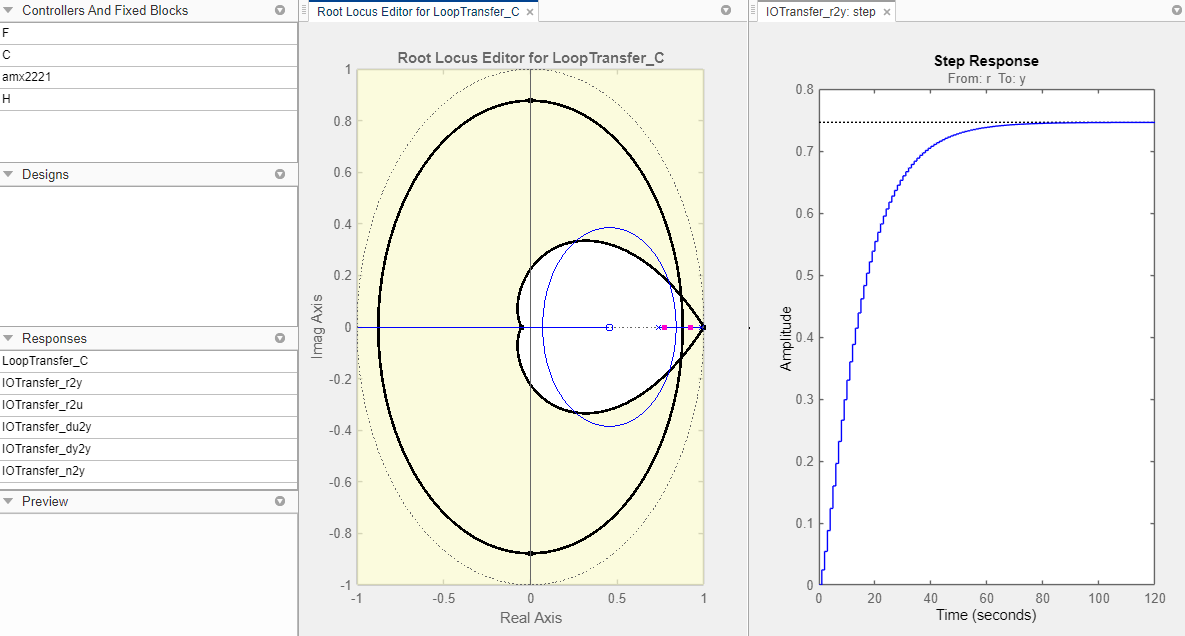 Controllers And Fixed Blocks
F
C
amx2221
H
Designs
Responses
LoopTransfer_C
IOTransfer_r2y
IOTransfer_r2u
IOTransfer_du2y
IOTransfer_dy2y
IOTransfer_n2y
Preview
Root Locus Editor for LoopTransfer_C ×
Root Locus Editor for LoopTransfer_C
1
0.8
0.6
0.4
0.2
0
-0.2
-0.4
-0.6
-0.8
-1
-1 -0.5 0 0.5 1
Imag Axis
Real Axis
IOTransfer_r2y: step ×
Step Response
From: r To: y
0.8
0.7
0.6
0.5
0.4
0.3
0.2
0.1
0
0 20 40 60 80 100 120
Amplitude
Time (seconds)